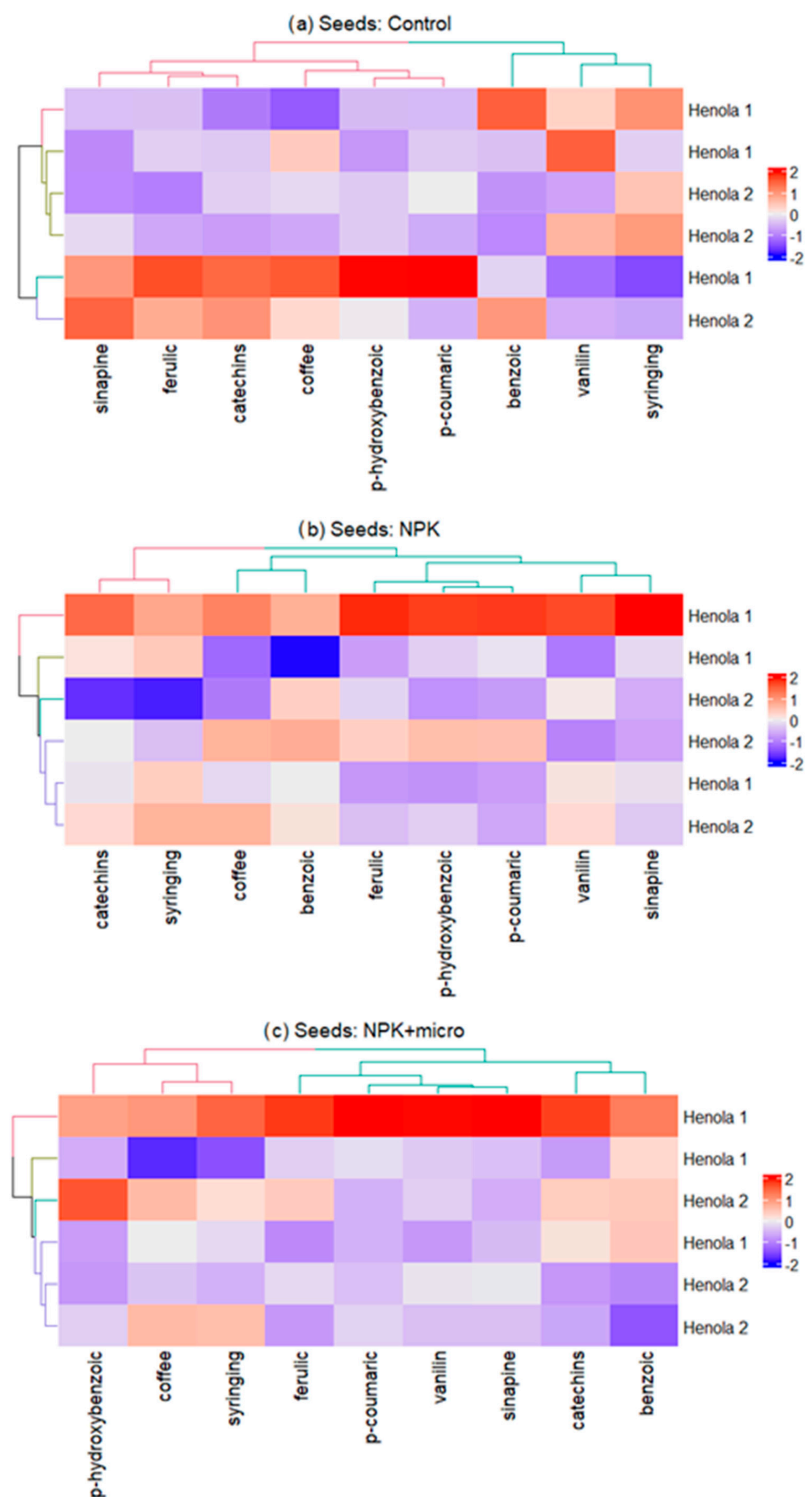 (a) Seeds: Control
Henola 1
Henola 1
Henola 2
Henola 2
Henola 1
Henola 2
2
1
0
-1
-2
sinapine
ferulic
catechins
coffee
p-hydroxybenzoic
p-coumaric
benzoic
vanilin
syringing
(b) Seeds: NPK
Henola 1
Henola 1
Henola 2
Henola 2
Henola 1
Henola 2
2
1
0
-1
-2
catechins
syringing
coffee
benzoic
ferulic
p-hydroxybenzoic
p-coumaric
vanilin
sinapine
(c) Seeds: NPK+micro
Henola 1
Henola 1
Henola 2
Henola 1
Henola 2
Henola 2
2
1
0
-1
-2
p-hydroxybenzoic
coffee
syringing
ferulic
p-coumaric
vanilin
sinapine
catechins
benzoic